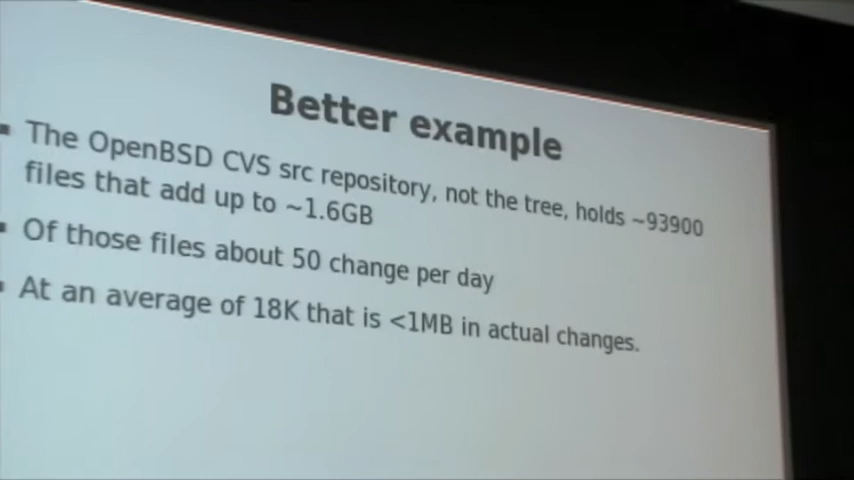 Better example
The OpenBSD CVS src repository, not the tree, holds ~93900
files that add up to ~1.6GB
Of those files about 50 change per day
At an average of 18K that is <1MB in actual changes.